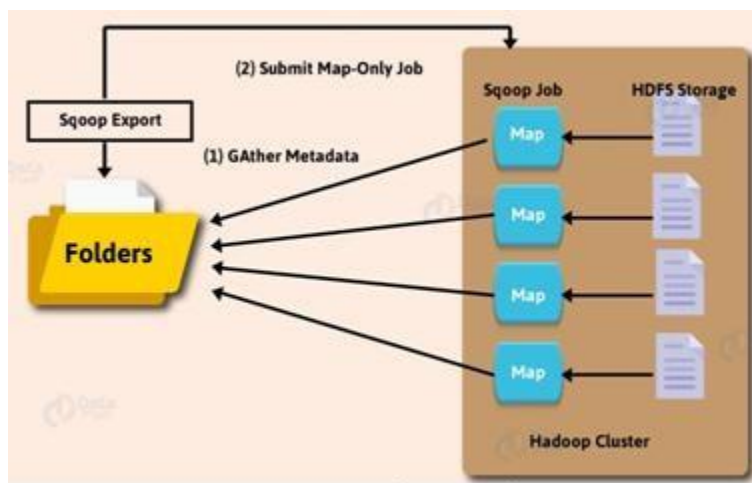 (2) Submit Map-Only Job
Sqoop Job
HDFS Storage
Sqoop Export
Map
(1) GAther Metadata
Map
Folders
Map
Map
Hadoop Cluster